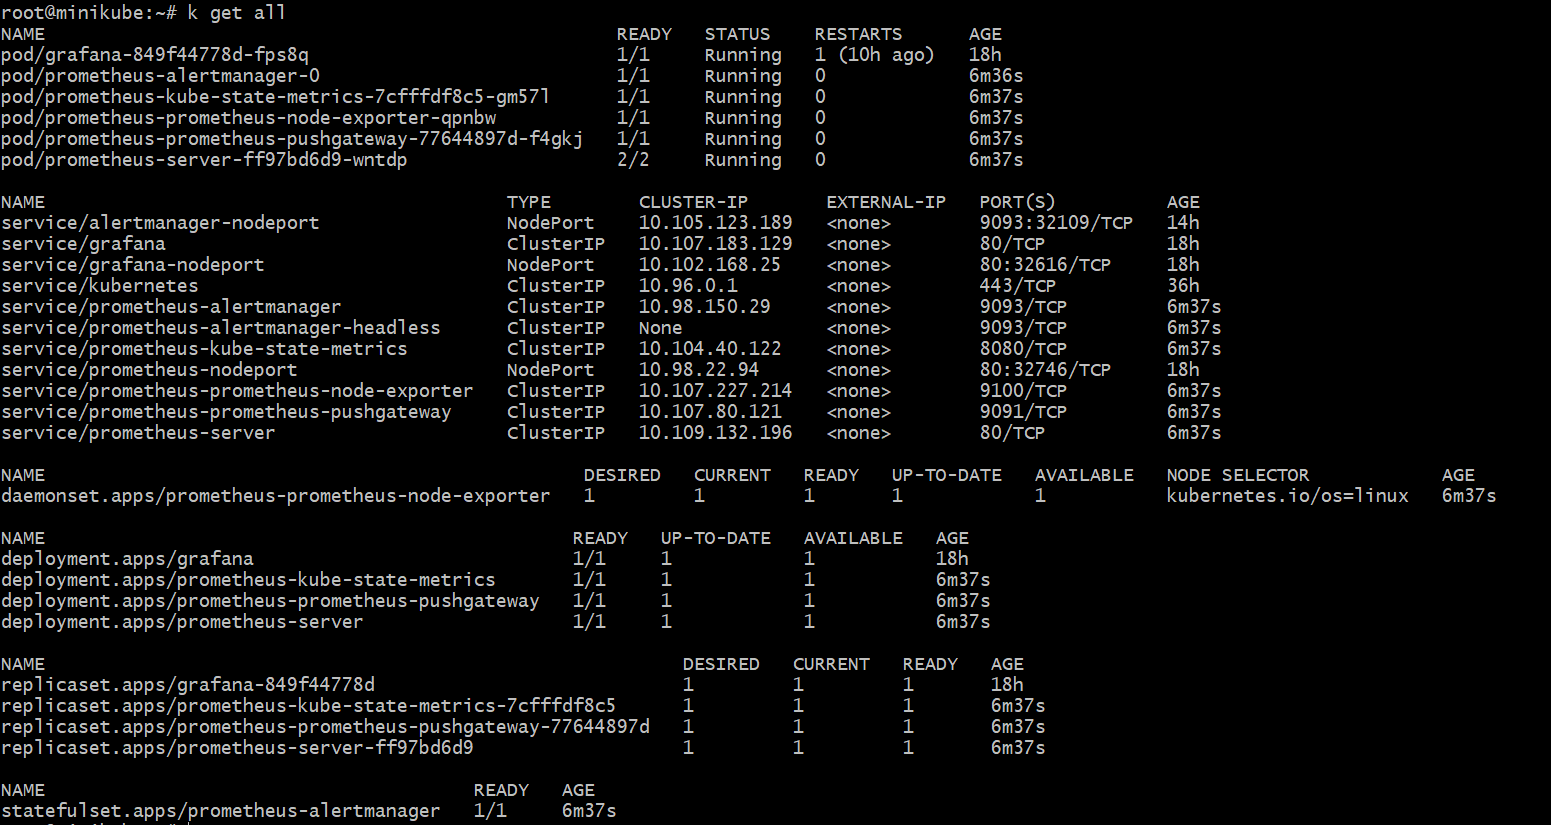 root@minikube:~# k get all
NAME READY STATUS RESTARTS AGE
pod/grafana-849f44778d-fps8q 1/1 Running 1 (10h ago) 18h
pod/prometheus-alertmanager-0 1/1 Running 0 6m36s
pod/prometheus-kube-state-metrics-7cfffdf8c5-gm57l 1/1 Running 0 6m37s
pod/prometheus-prometheus-node-exporter-qpnbw 1/1 Running 0 6m37s
pod/prometheus-prometheus-pushgateway-77644897d-f4gkj 1/1 Running 0 6m37s
pod/prometheus-server-ff97bd6d9-wntdp 2/2 Running 0 6m37s
NAME TYPE CLUSTER-IP EXTERNAL-IP PORT(S) AGE
service/alertmanager-nodeport NodePort 10.105.123.189 <none> 9093:32109/TCP 14h
service/grafana ClusterIP 10.107.183.129 <none> 80/TCP 18h
service/grafana-nodeport NodePort 10.102.168.25 <none> 80:32616/TCP 18h
service/kubernetes ClusterIP 10.96.0.1 <none> 443/TCP 36h
service/prometheus-alertmanager ClusterIP 10.98.150.29 <none> 9093/TCP 6m37s
service/prometheus-alertmanager-headless ClusterIP None <none> 9093/TCP 6m37s
service/prometheus-kube-state-metrics ClusterIP 10.104.40.122 <none> 8080/TCP 6m37s
service/prometheus-nodeport NodePort 10.98.22.94 <none> 80:32746/TCP 18h
service/prometheus-prometheus-node-exporter ClusterIP 10.107.227.214 <none> 9100/TCP 6m37s
service/prometheus-prometheus-pushgateway ClusterIP 10.107.80.121 <none> 9091/TCP 6m37s
service/prometheus-server ClusterIP 10.109.132.196 <none> 80/TCP 6m37s
NAME DESIRED CURRENT READY UP-TO-DATE AVAILABLE NODE SELECTOR AGE
daemonset.apps/prometheus-prometheus-node-exporter 1 1 1 1 1 kubernetes.io/os=linux 6m37s
NAME READY UP-TO-DATE AVAILABLE AGE
deployment.apps/grafana 1/1 1 1 18h
deployment.apps/prometheus-kube-state-metrics 1/1 1 1 6m37s
deployment.apps/prometheus-prometheus-pushgateway 1/1 1 1 6m37s
deployment.apps/prometheus-server 1/1 1 1 6m37s
NAME DESIRED CURRENT READY AGE
replicaset.apps/grafana-849f44778d 1 1 1 18h
replicaset.apps/prometheus-kube-state-metrics-7cfffdf8c5 1 1 1 6m37s
replicaset.apps/prometheus-prometheus-pushgateway-77644897d 1 1 1 6m37s
replicaset.apps/prometheus-server-ff97bd6d9 1 1 1 6m37s
NAME READY AGE
statefulset.apps/prometheus-alertmanager 1/1 6m37s